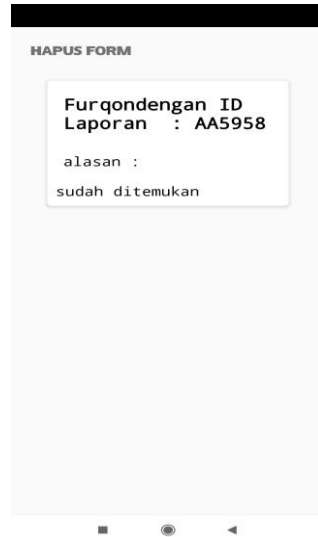 HAPUS FORM
Furqondengan ID
Laporan : AA5958
alasan :
sudah ditemukan